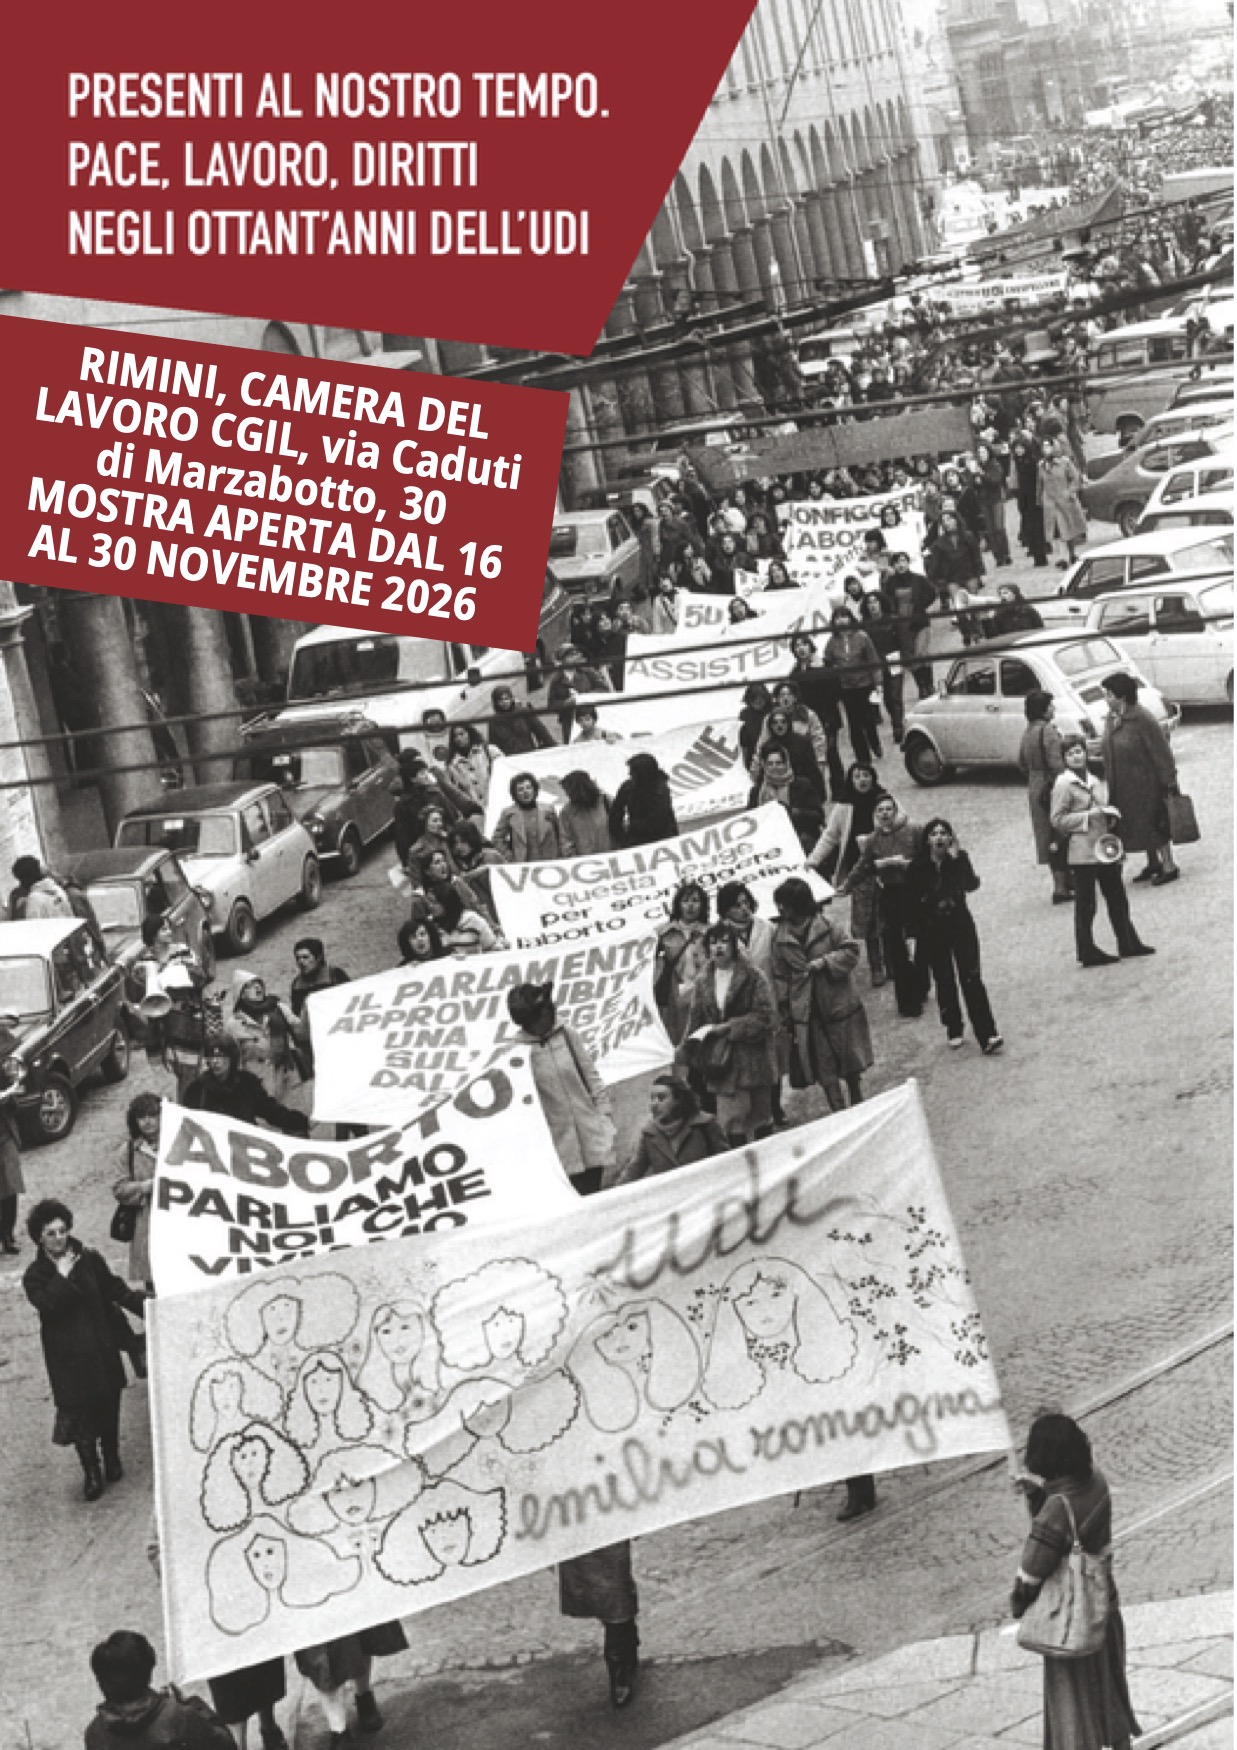 PRESENTI AL NOSTRO TEMPO.
PACE, LAVORO, DIRITTI
NEGLI OTTANT'ANNI DELL'UDI
RIMINI, CAMERA DEL
LAVORO CGIL, via Caduti
di Marzabotto, 30
MOSTRA APERTA DAL 16
AL 30 NOVEMBRE 2026
VOGLIAMO
questa legge
per
IL PARLAMENTO
APPROVI
UNA
SUL'
ABORTO:
PARLIAMO
NOI CHE
udi
emilia romagna